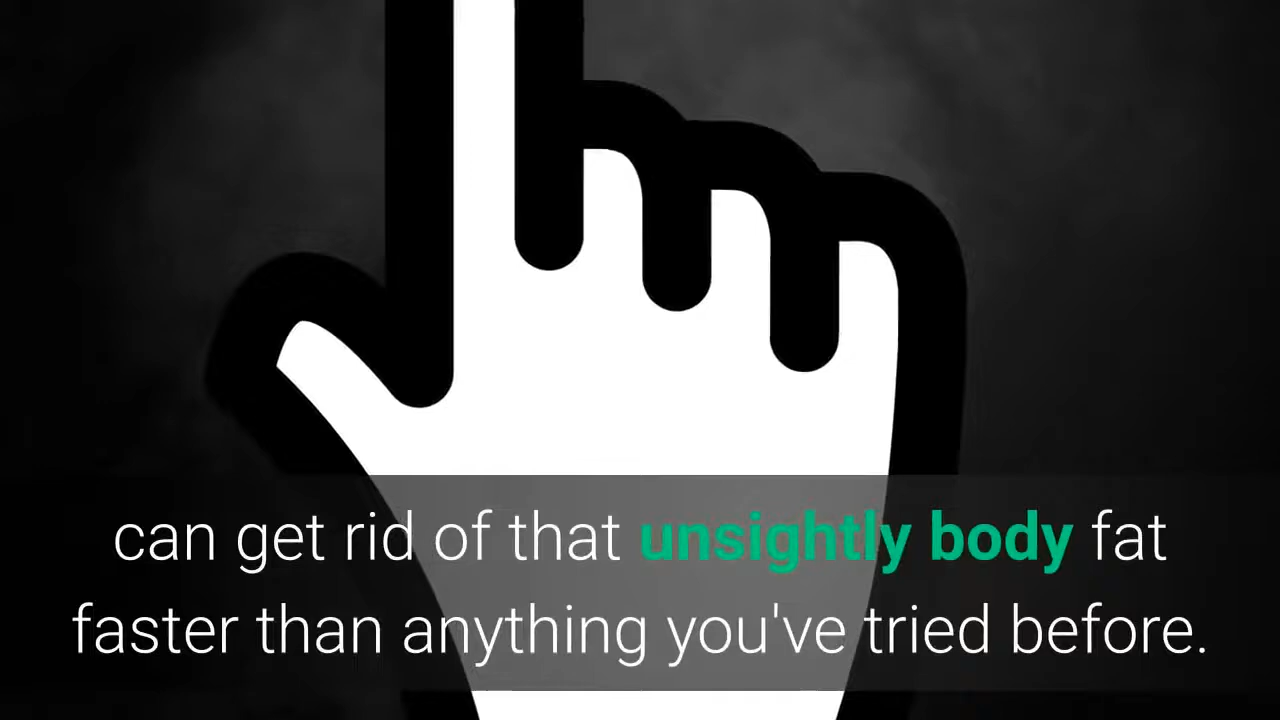 can get rid of that unsightly body fat
faster than anything you've tried before.